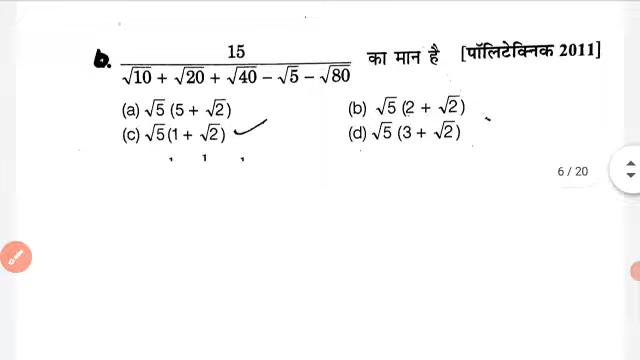 6. 15 / (√10 + √20 + √40 − √5 − √80) का मान है [पॉलिटेक्निक 2011]
(a) √5 (5 + √2) (b) √5 (2 + √2)
(c) √5(1 + √2) (d) √5 (3 + √2)
6 / 20